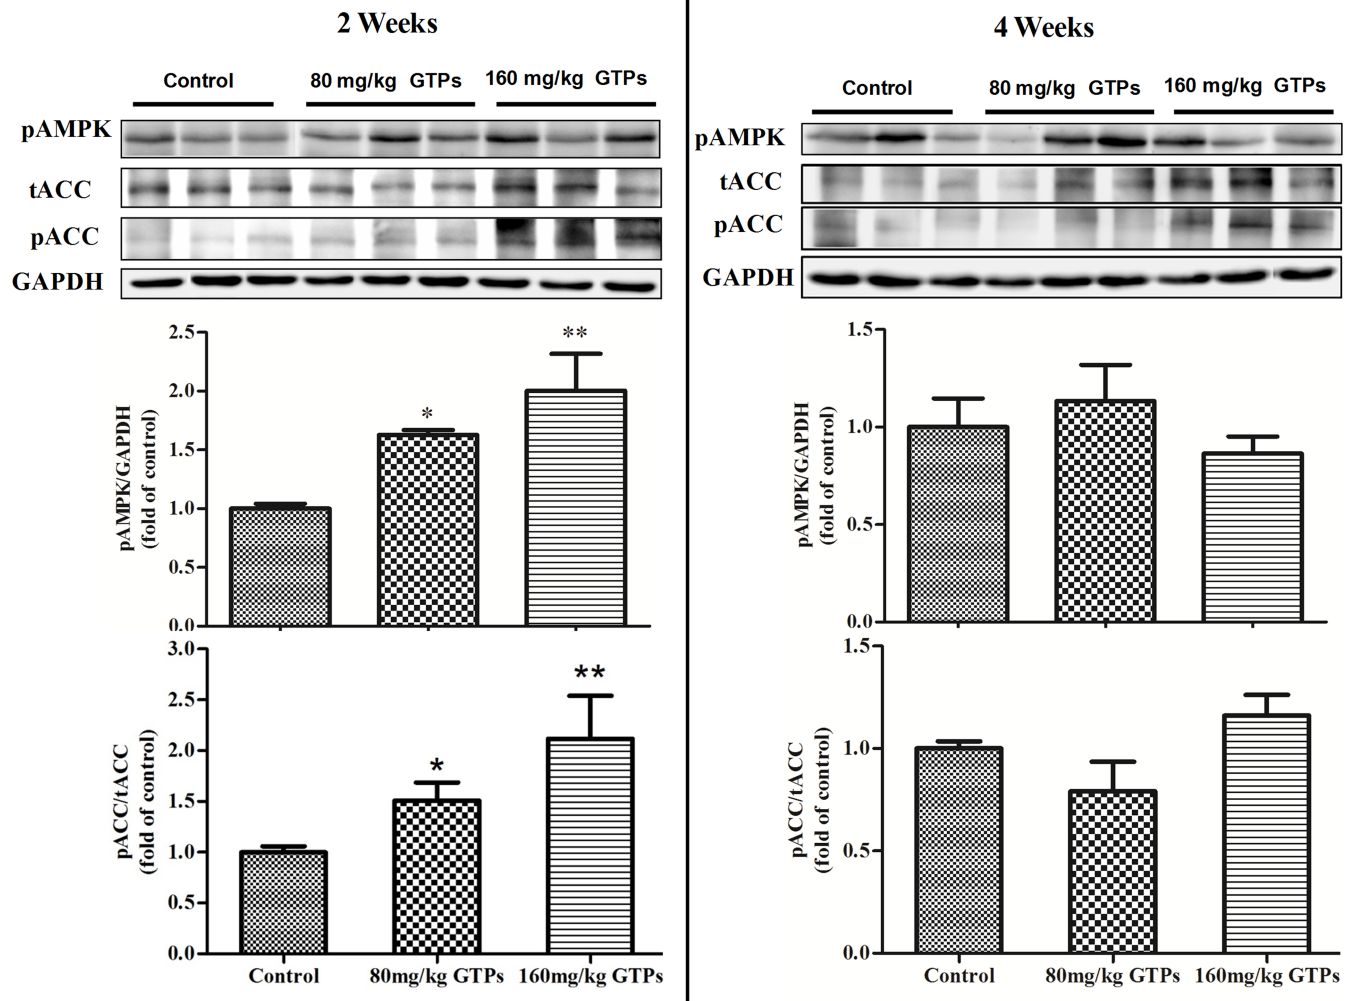 2 Weeks
Control 80 mg/kg GTPs 160 mg/kg GTPs
pAMPK
tACC
pACC
GAPDH
pAMPK/GAPDH
(fold of control)
2.5
2.0
1.5
1.0
0.5
0.0
*
**
pACC/tACC
(fold of control)
3.0
2.5
2.0
1.5
1.0
0.5
0.0
*
**
Control 80mg/kg GTPs 160mg/kg GTPs
4 Weeks
Control 80 mg/kg GTPs 160 mg/kg GTPs
pAMPK
tACC
pACC
GAPDH
pAMPK/GAPDH
(fold of control)
1.5
1.0
0.5
0.0
pACC/tACC
(fold of control)
1.5
1.0
0.5
0.0
Control 80mg/kg GTPs 160mg/kg GTPs